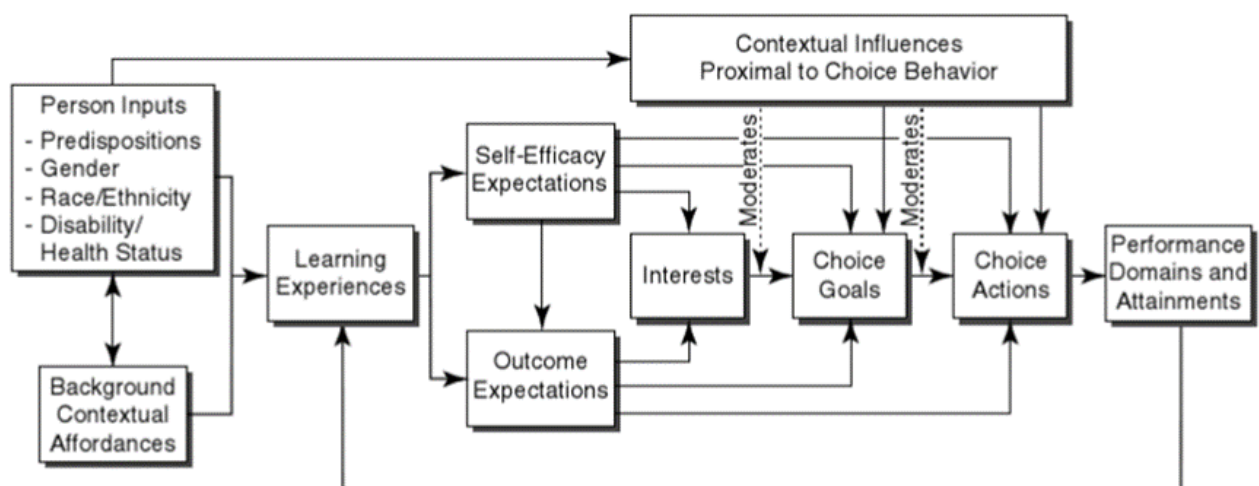 Contextual Influences
Proximal to Choice Behavior
Person Inputs
- Predispositions
- Gender
- Race/Ethnicity
- Disability/
Health Status
Moderates
Moderates
Self-Efficacy
Expectations
Learning
Experiences
Interests
Choice
Goals
Choice
Actions
Performance
Domains and
Attainments
Outcome
Expectations
Background
Contextual
Affordances